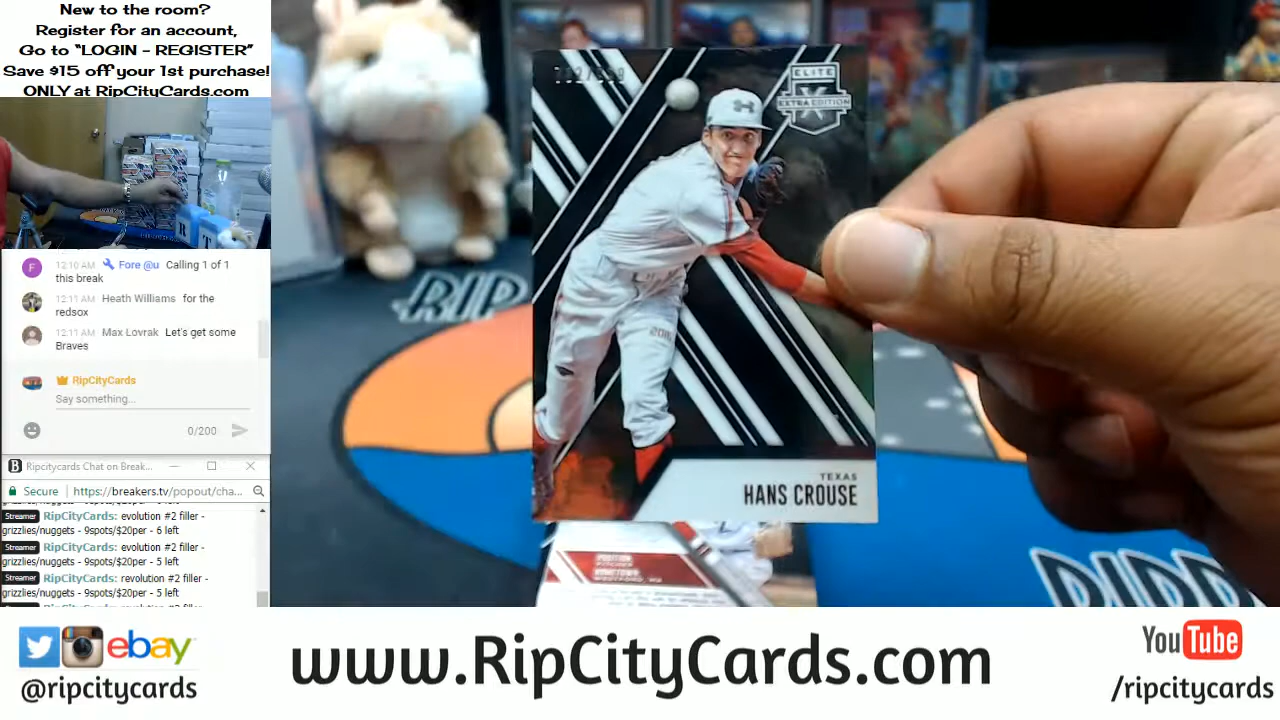 New to the room?
Register for an account,
Go to "LOGIN - REGISTER"
Save $15 off your 1st purchase!
ONLY at RipCityCards.com
R
T
F
12:10 AM Fore @u Calling 1 of 1
this break
12:11 AM Heath Williams for the
redsox
12:11 AM Max Lovrak Let's get some
Braves
RipCityCards
Say something...
0/200
B Ripcitycards Chat on Break...
Secure https://breakers.tv/popout/cha...
Streamer RipCityCards: evolution #2 filler -
grizzlies/nuggets - 9spots/$20per - 6 left
Streamer RipCityCards: evolution #2 filler -
grizzlies/nuggets - 9spots/$20per - 5 left
Streamer RipCityCards: revolution #2 filler -
grizzlies/nuggets - 9spots/$20per - 5 left
ELITE
X
EXTRA EDITION
TEXAS
HANS CROUSE
RIP
POSITION
PITCHER
HOMETOWN
ebay
@ripcitycards
www.RipCityCards.com
YouTube
/ripcitycards